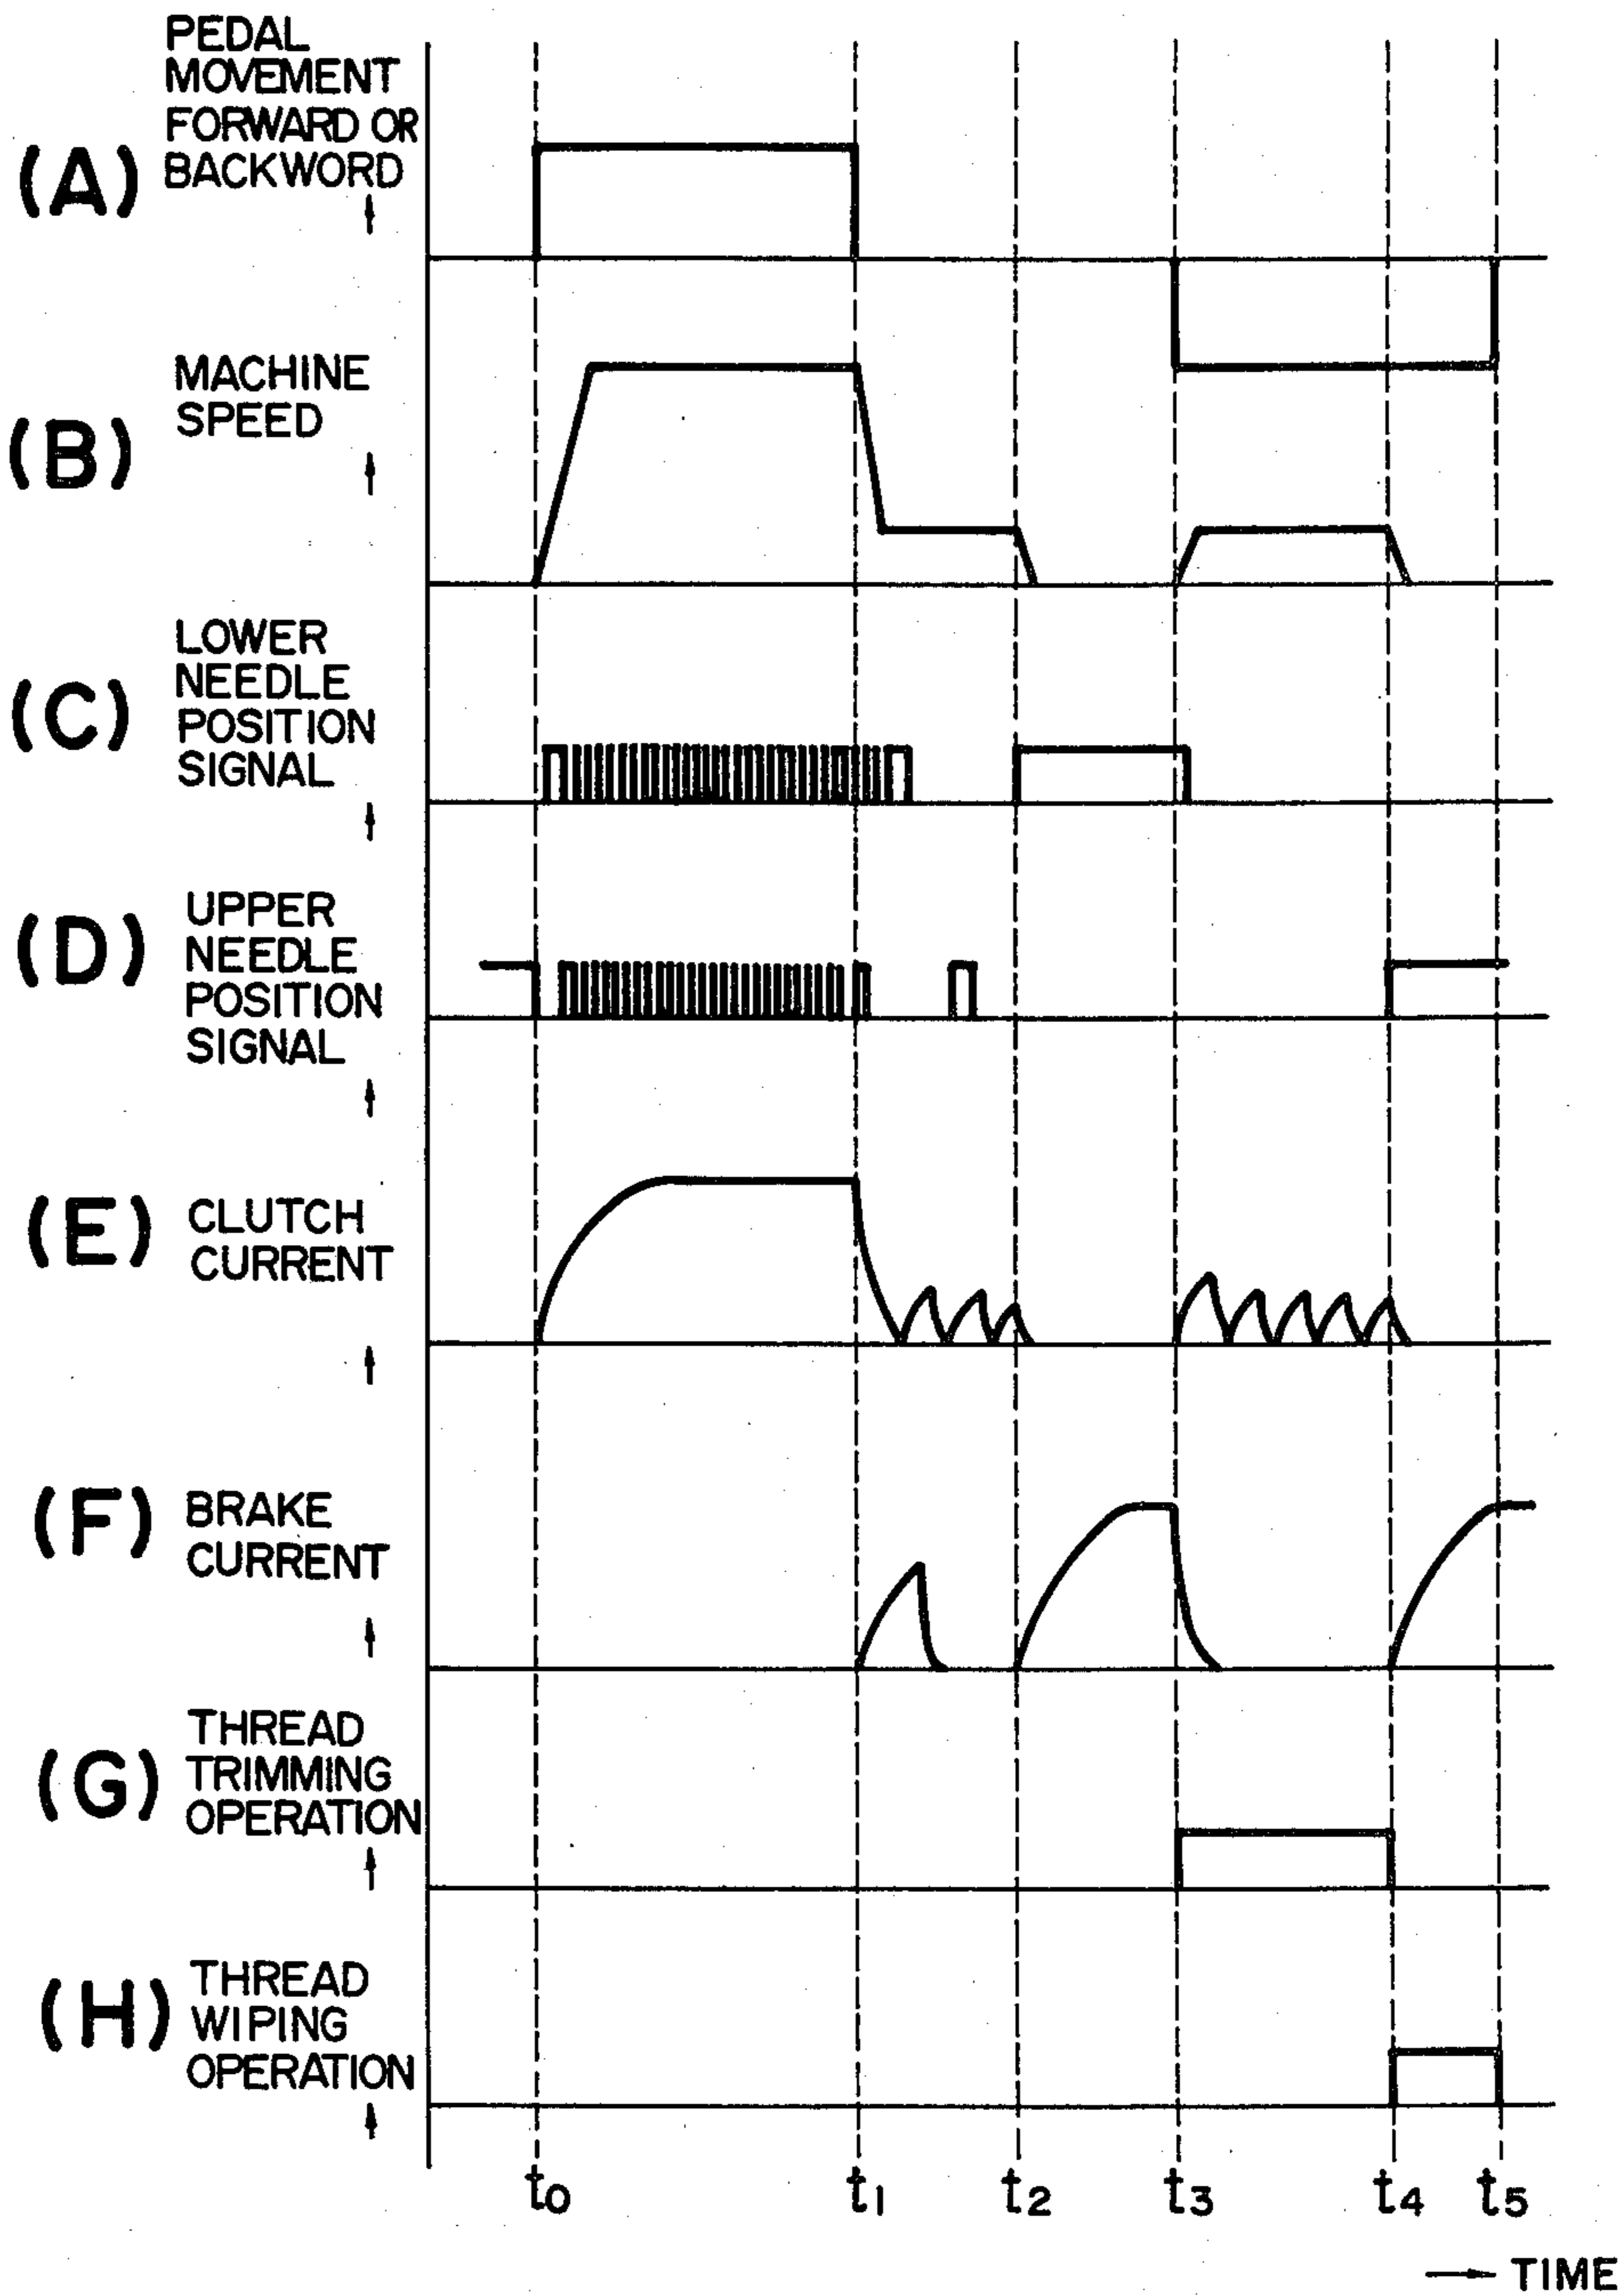 PEDAL
MOVEMENT
FORWARD OR
(A) BACKWORD
MACHINE
SPEED
(B)
LOWER
NEEDLE
(C) POSITION
SIGNAL
UPPER
(D) NEEDLE
POSITION
SIGNAL
(E) CLUTCH
CURRENT
(F) BRAKE
CURRENT
THREAD
(G) TRIMMING
OPERATION
THREAD
(H) WIPING
OPERATION
t0 t1 t2 t3 t4 t5
→ TIME